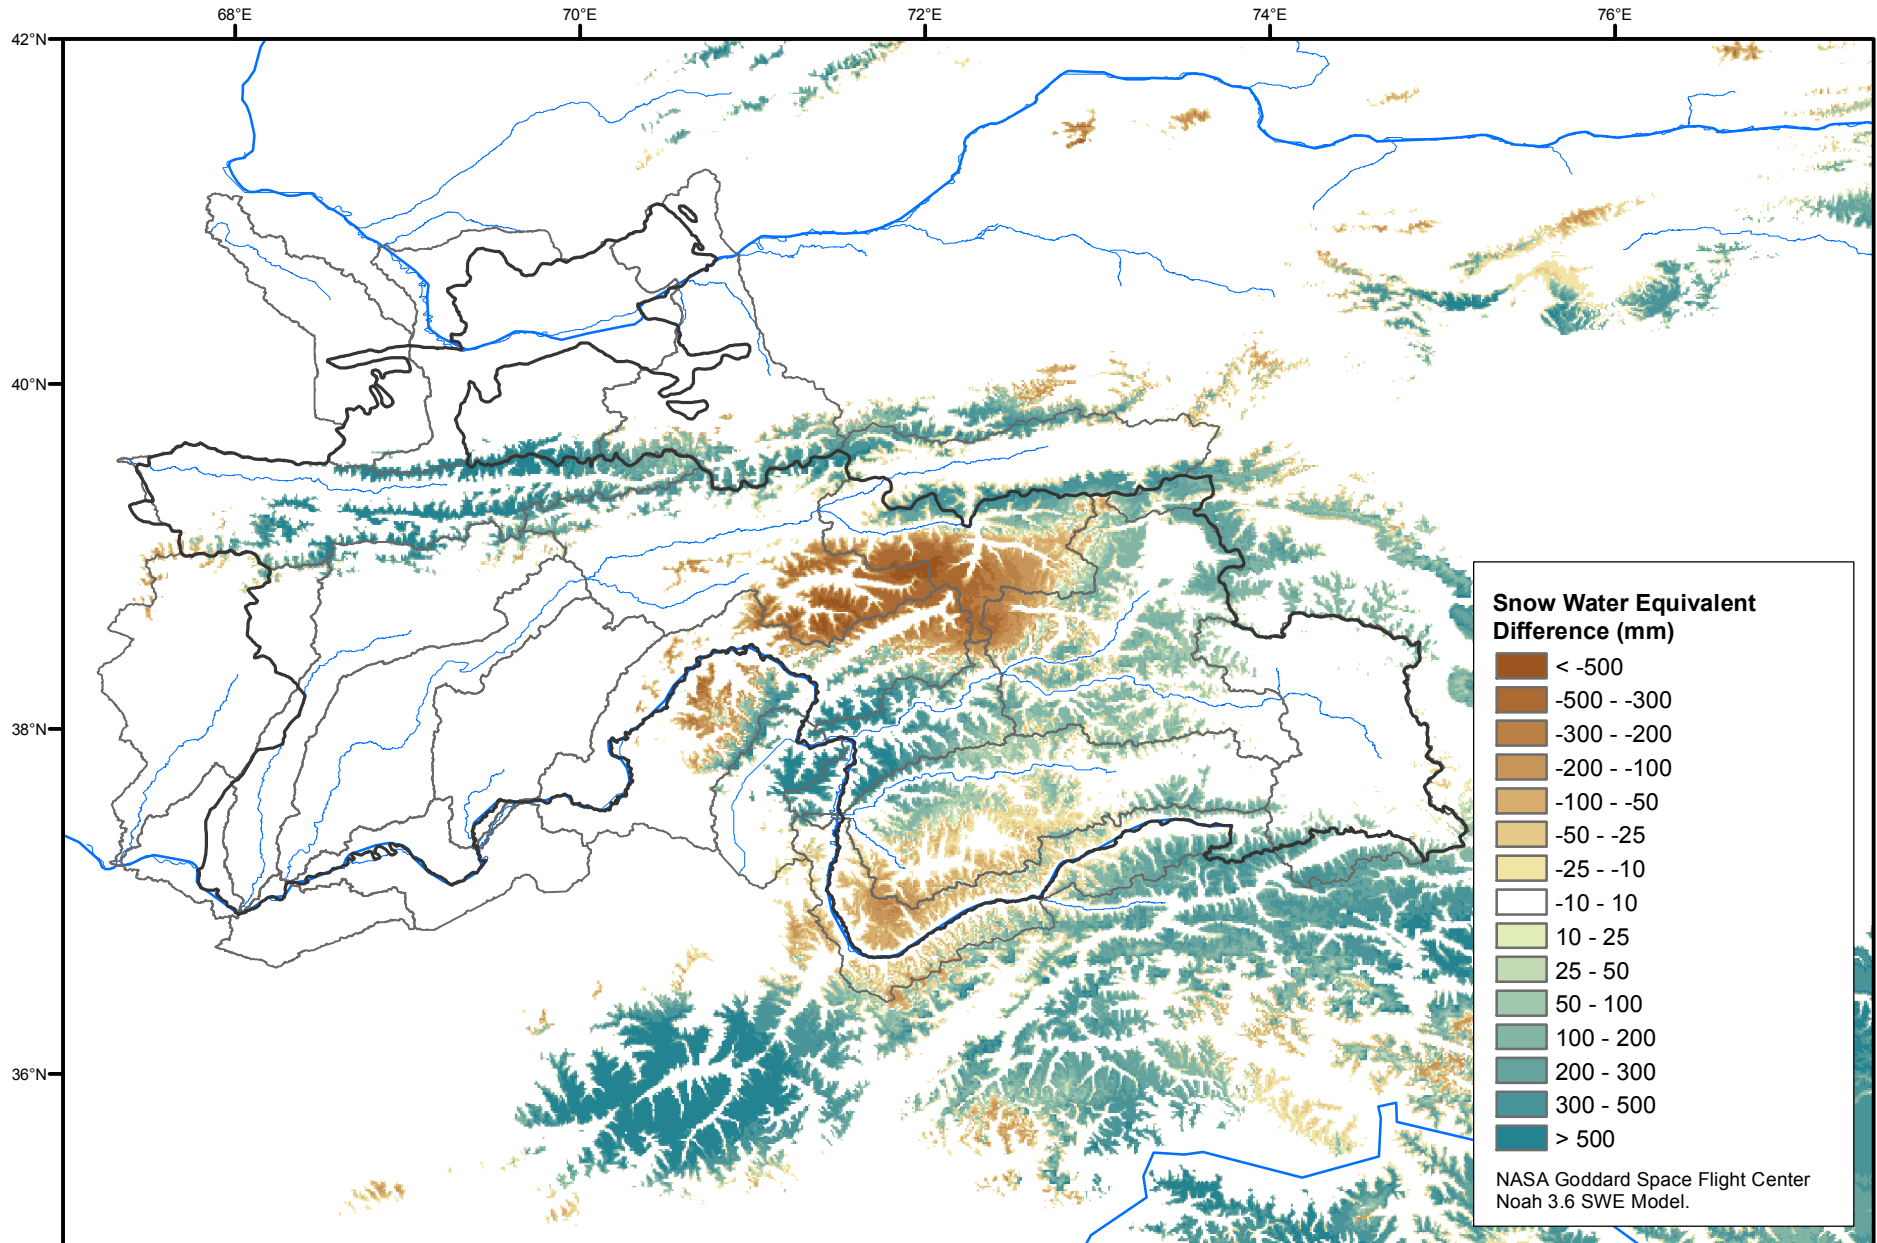 68°E 70°E 72°E 74°E 76°E
42°N
40°N
38°N
36°N
Snow Water Equivalent
Difference (mm)
< -500
-500 - -300
-300 - -200
-200 - -100
-100 - -50
-50 - -25
-25 - -10
-10 - 10
10 - 25
25 - 50
50 - 100
100 - 200
200 - 300
300 - 500
> 500
NASA Goddard Space Flight Center
Noah 3.6 SWE Model.